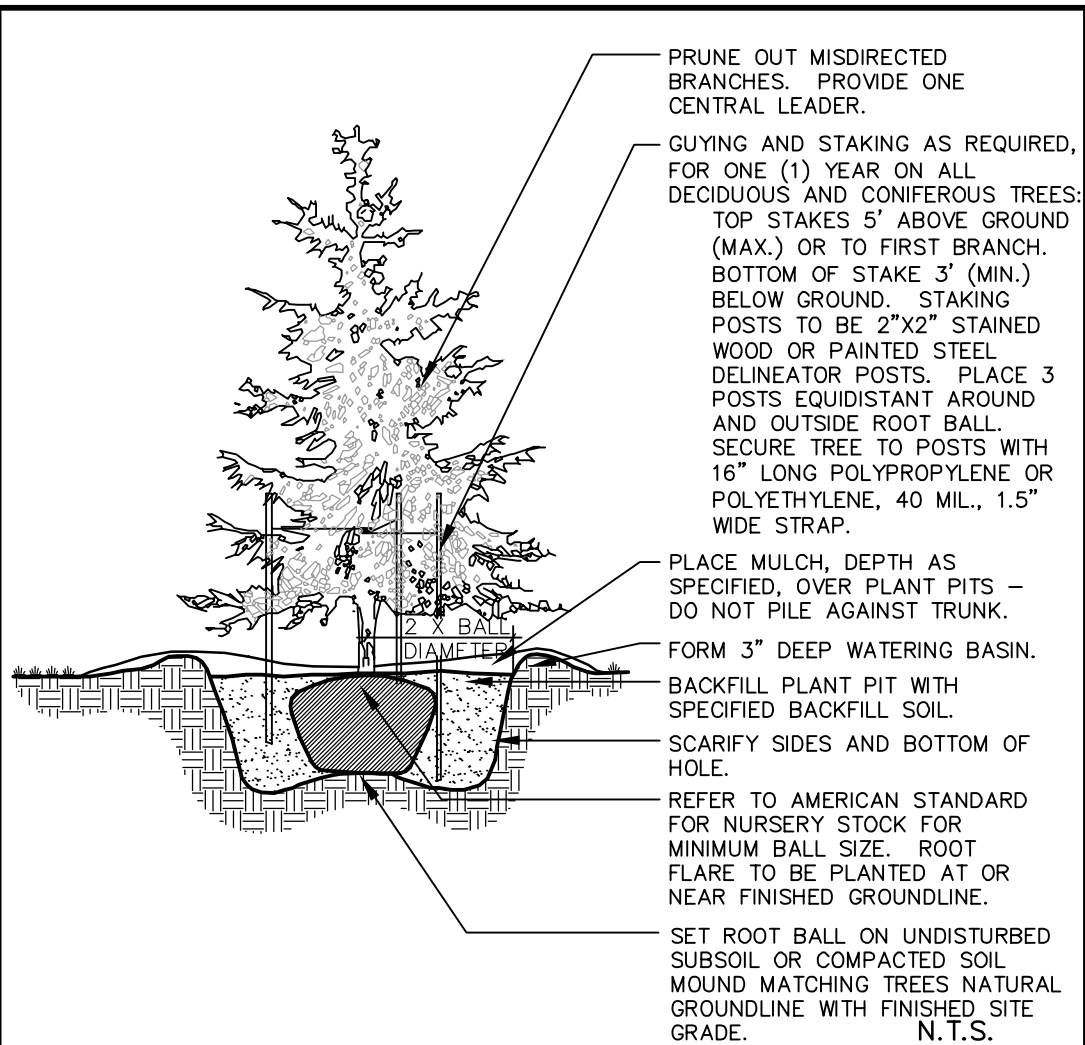 PRUNE OUT MISDIRECTED
BRANCHES. PROVIDE ONE
CENTRAL LEADER.
GUYING AND STAKING AS REQUIRED,
FOR ONE (1) YEAR ON ALL
DECIDUOUS AND CONIFEROUS TREES:
TOP STAKES 5' ABOVE GROUND
(MAX.) OR TO FIRST BRANCH.
BOTTOM OF STAKE 3' (MIN.)
BELOW GROUND. STAKING
POSTS TO BE 2"X2" STAINED
WOOD OR PAINTED STEEL
DELINEATOR POSTS. PLACE 3
POSTS EQUIDISTANT AROUND
AND OUTSIDE ROOT BALL.
SECURE TREE TO POSTS WITH
16" LONG POLYPROPYLENE OR
POLYETHYLENE, 40 MIL., 1.5"
WIDE STRAP.
PLACE MULCH, DEPTH AS
SPECIFIED, OVER PLANT PITS –
DO NOT PILE AGAINST TRUNK.
2 X BALL
DIAMETER
FORM 3" DEEP WATERING BASIN.
BACKFILL PLANT PIT WITH
SPECIFIED BACKFILL SOIL.
SCARIFY SIDES AND BOTTOM OF
HOLE.
REFER TO AMERICAN STANDARD
FOR NURSERY STOCK FOR
MINIMUM BALL SIZE. ROOT
FLARE TO BE PLANTED AT OR
NEAR FINISHED GROUNDLINE.
SET ROOT BALL ON UNDISTURBED
SUBSOIL OR COMPACTED SOIL
MOUND MATCHING TREES NATURAL
GROUNDLINE WITH FINISHED SITE
GRADE.
N.T.S.